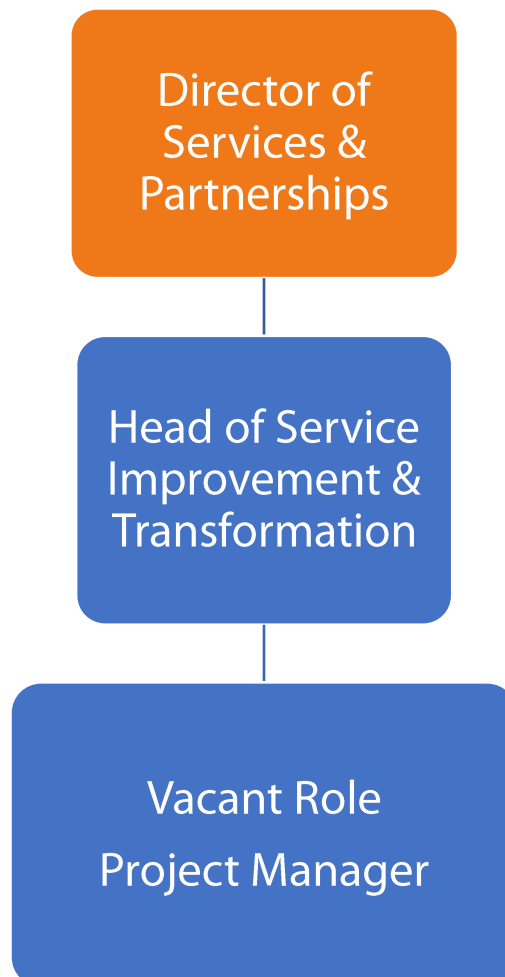 Director of
Services &
Partnerships
Head of Service
Improvement &
Transformation
Vacant Role
Project Manager